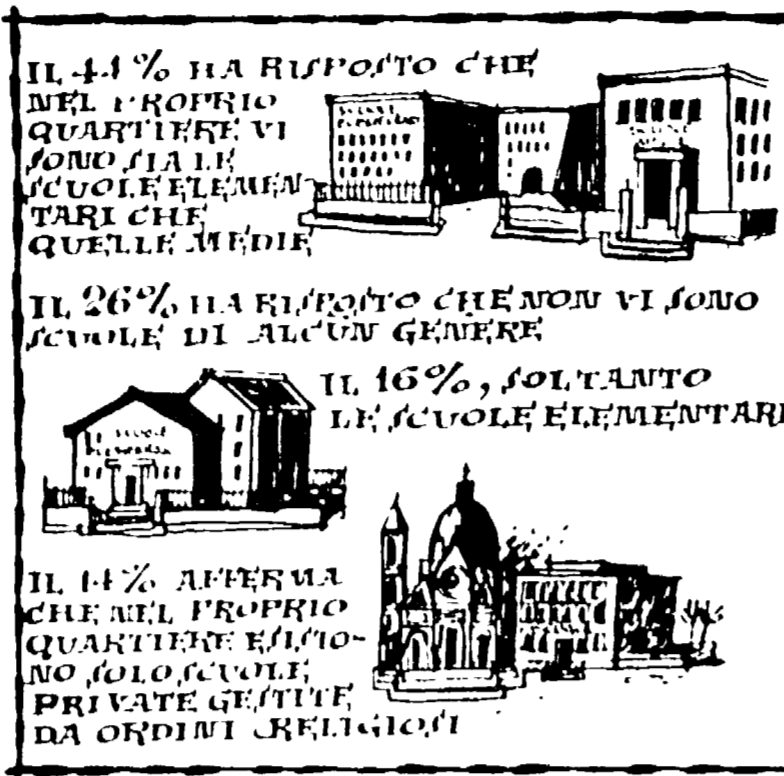 IL 44% HA RISPOSTO CHE
NEL PROPRIO
QUARTIERE VI
SONO SIA LE
SCUOLE ELEMEN-
TARI CHE
QUELLE MEDIE
IL 26% HA RISPOSTO CHE NON VI SONO
SCUOLE DI ALCUN GENERE
IL 16%, SOLTANTO
LE SCUOLE ELEMENTARI
IL 14% AFFERMA
CHE NEL PROPRIO
QUARTIERE ESISTO-
NO SOLO SCUOLE
PRIVATE GESTITE
DA ORDINI RELIGIOSI